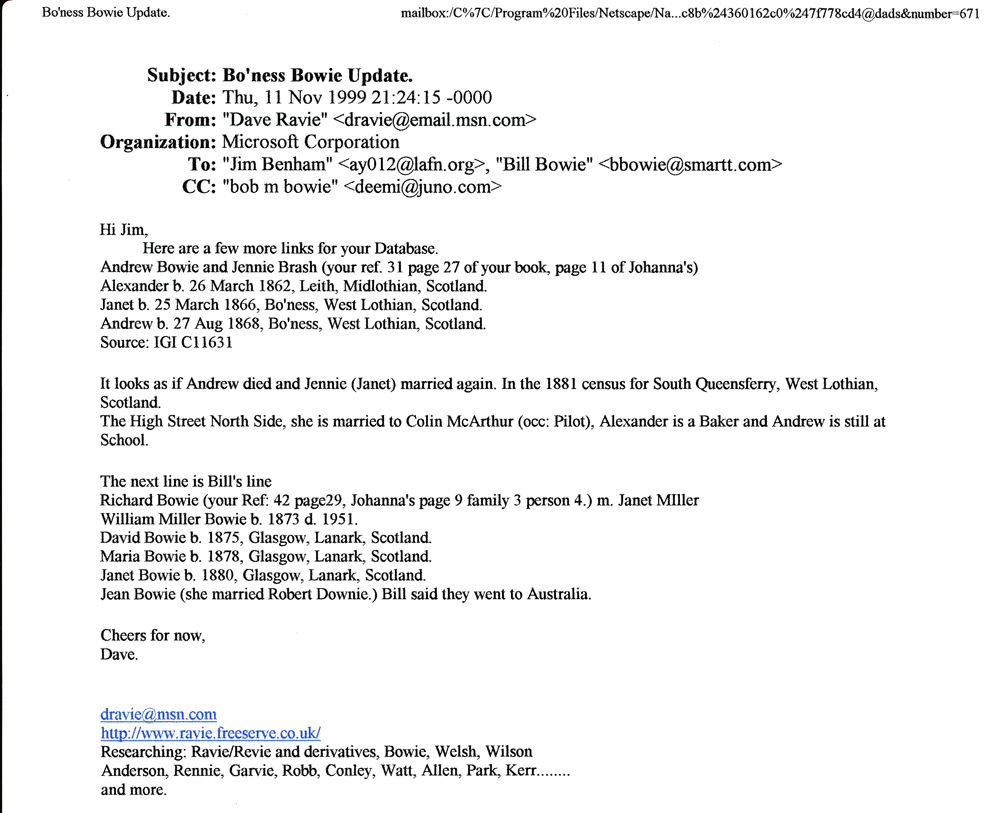 Bo'ness Bowie Update. mailbox:/C%7C/Program%20Files/Netscape/Na...c8b%24360162c0%247f778cd4@dads&number=671
Subject: Bo'ness Bowie Update.
Date: Thu, 11 Nov 1999 21:24:15 -0000
From: "Dave Ravie" <dravie@email.msn.com>
Organization: Microsoft Corporation
To: "Jim Benham" <ay012@lafn.org>, "Bill Bowie" <bbowie@smartt.com>
CC: "bob m bowie" <deemi@juno.com>
Hi Jim,
Here are a few more links for your Database.
Andrew Bowie and Jennie Brash (your ref. 31 page 27 of your book, page 11 of Johanna's)
Alexander b. 26 March 1862, Leith, Midlothian, Scotland.
Janet b. 25 March 1866, Bo'ness, West Lothian, Scotland.
Andrew b. 27 Aug 1868, Bo'ness, West Lothian, Scotland.
Source: IGI C11631
It looks as if Andrew died and Jennie (Janet) married again. In the 1881 census for South Queensferry, West Lothian,
Scotland.
The High Street North Side, she is married to Colin McArthur (occ: Pilot), Alexander is a Baker and Andrew is still at
School.
The next line is Bill's line
Richard Bowie (your Ref: 42 page29, Johanna's page 9 family 3 person 4.) m. Janet MIller
William Miller Bowie b. 1873 d. 1951.
David Bowie b. 1875, Glasgow, Lanark, Scotland.
Maria Bowie b. 1878, Glasgow, Lanark, Scotland.
Janet Bowie b. 1880, Glasgow, Lanark, Scotland.
Jean Bowie (she married Robert Downie.) Bill said they went to Australia.
Cheers for now,
Dave.
dravie@msn.com
http://www.ravie.freeserve.co.uk/
Researching: Ravie/Revie and derivatives, Bowie, Welsh, Wilson
Anderson, Rennie, Garvie, Robb, Conley, Watt, Allen, Park, Kerr........
and more.